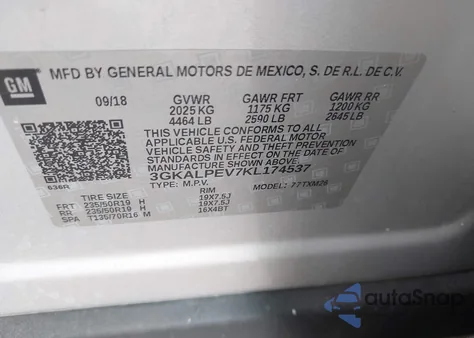 GM
MFD BY GENERAL MOTORS DE MEXICO, S. DE R.L. DE C.V.
09/18 GVWR GAWR FRT GAWR RR
2025 KG 1175 KG 1200 KG
4464 LB 2590 LB 2645 LB
THIS VEHICLE CONFORMS TO ALL
APPLICABLE U.S. FEDERAL MOTOR
VEHICLE SAFETY AND THEFT
PREVENTION STANDARDS IN EFFECT
ON THE DATE OF
MANUFACTURE SHOWN ABOVE.
3GKALPEV7KL174537
TYPE: M.P.V. MODEL: 77TXM26
636R
TIRE SIZE RIM
FRT 235/50R19 H 19X7.5J
RR 235/50R19 H 19X7.5J
SPA T135/70R16 M 16X4BT
autoSnap